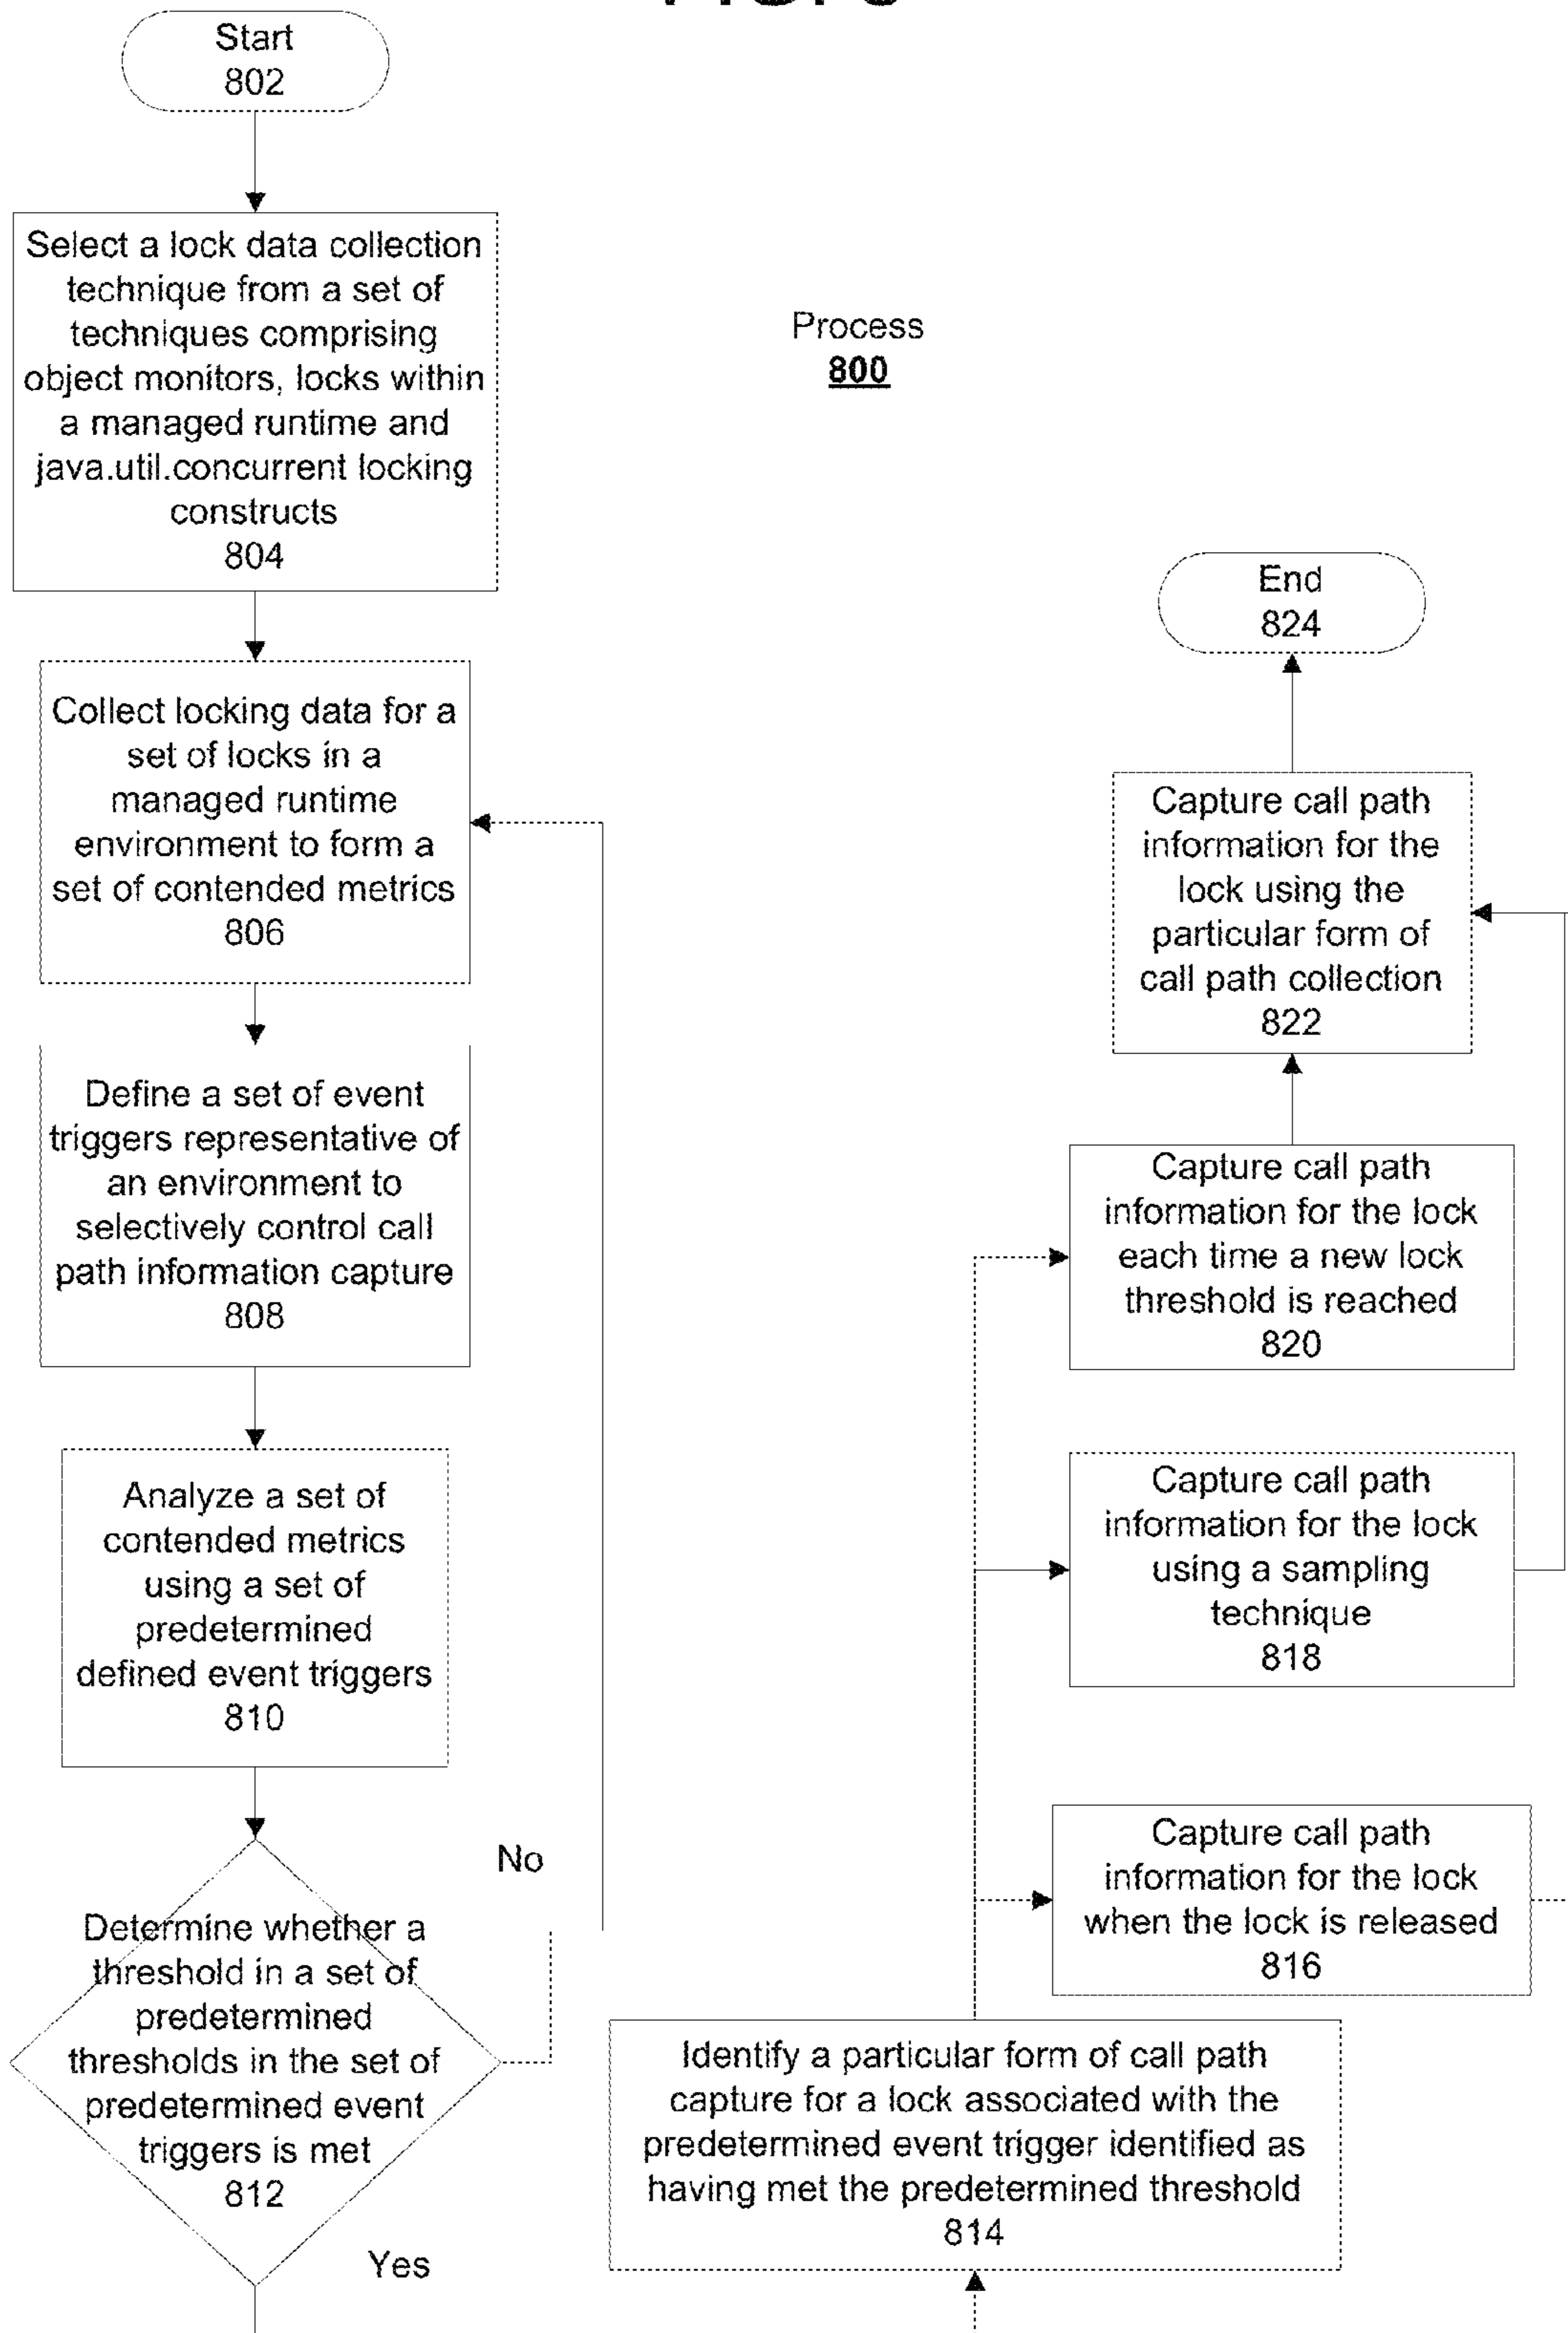 Start
802
Select a lock data collection
technique from a set of
techniques comprising
object monitors, locks within
a managed runtime and
java.util.concurrent locking
constructs
804
Process
800
Collect locking data for a
set of locks in a
managed runtime
environment to form a
set of contended metrics
806
Define a set of event
triggers representative of
an environment to
selectively control call
path information capture
808
Analyze a set of
contended metrics
using a set of
predetermined
defined event triggers
810
No
Determine whether a
threshold in a set of
predetermined
thresholds in the set of
predetermined event
triggers is met
812
Yes
Identify a particular form of call path
capture for a lock associated with the
predetermined event trigger identified as
having met the predetermined threshold
814
Capture call path
information for the lock
when the lock is released
816
Capture call path
information for the lock
using a sampling
technique
818
Capture call path
information for the lock
each time a new lock
threshold is reached
820
Capture call path
information for the
lock using the
particular form of
call path collection
822
End
824